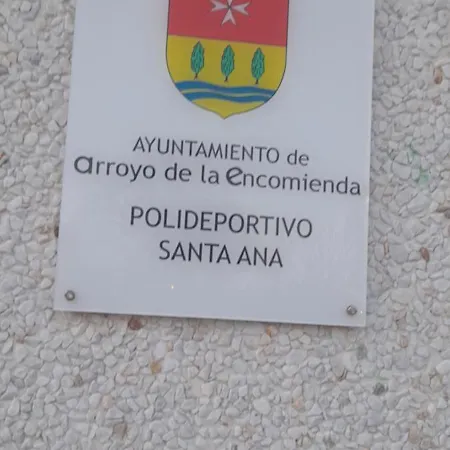 AYUNTAMIENTO de
arroyo de la encomienda
POLIDEPORTIVO
SANTA ANA